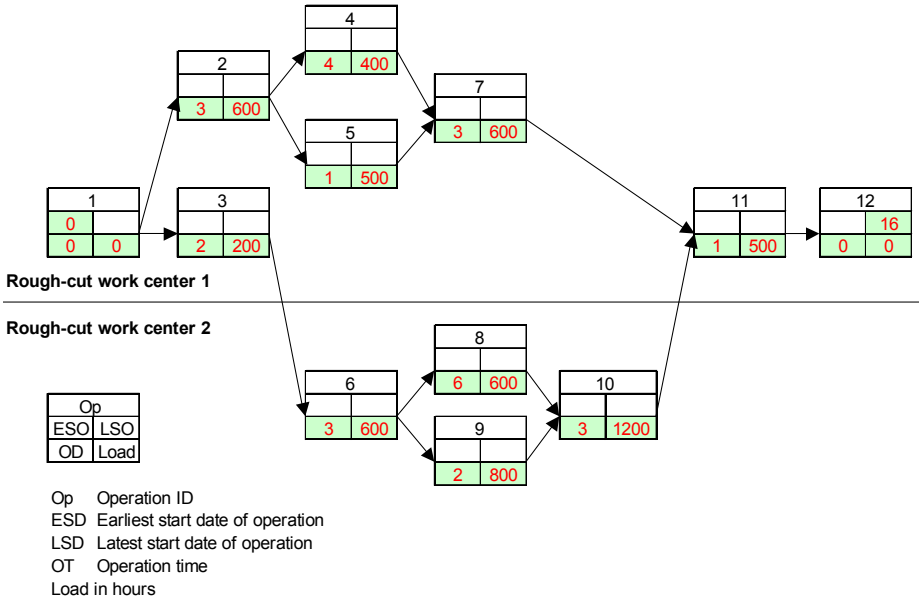 4
4 400
2
3 600
7
3 600
5
1 500
1
0
0 0
3
2 200
11
1 500
12
16
0 0
Rough-cut work center 1
Rough-cut work center 2
8
6 600
6
3 600
10
3 1200
9
2 800
Op
ESO LSO
OD Load
Op Operation ID
ESD Earliest start date of operation
LSD Latest start date of operation
OT Operation time
Load in hours